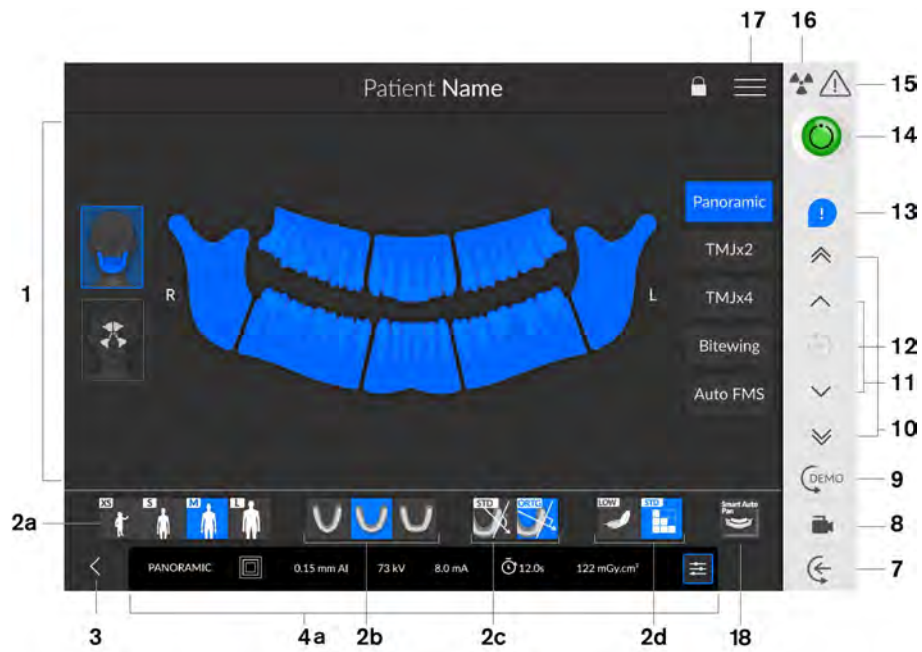 17
16
Patient Name
15
14
1
Panoramic
13
TMJx2
R
L
TMJx4
12
Bitewing
11
Auto FMS
10
DEMO
9
2a
XS
S
M
L
STD
ORTG
LOW
STD
Smart Auto
Pan
8
PANORAMIC
0.15 mm Al
73 kV
8.0 mA
12.0s
122 mGy.cm²
7
3
4a
2b
2c
2d
18